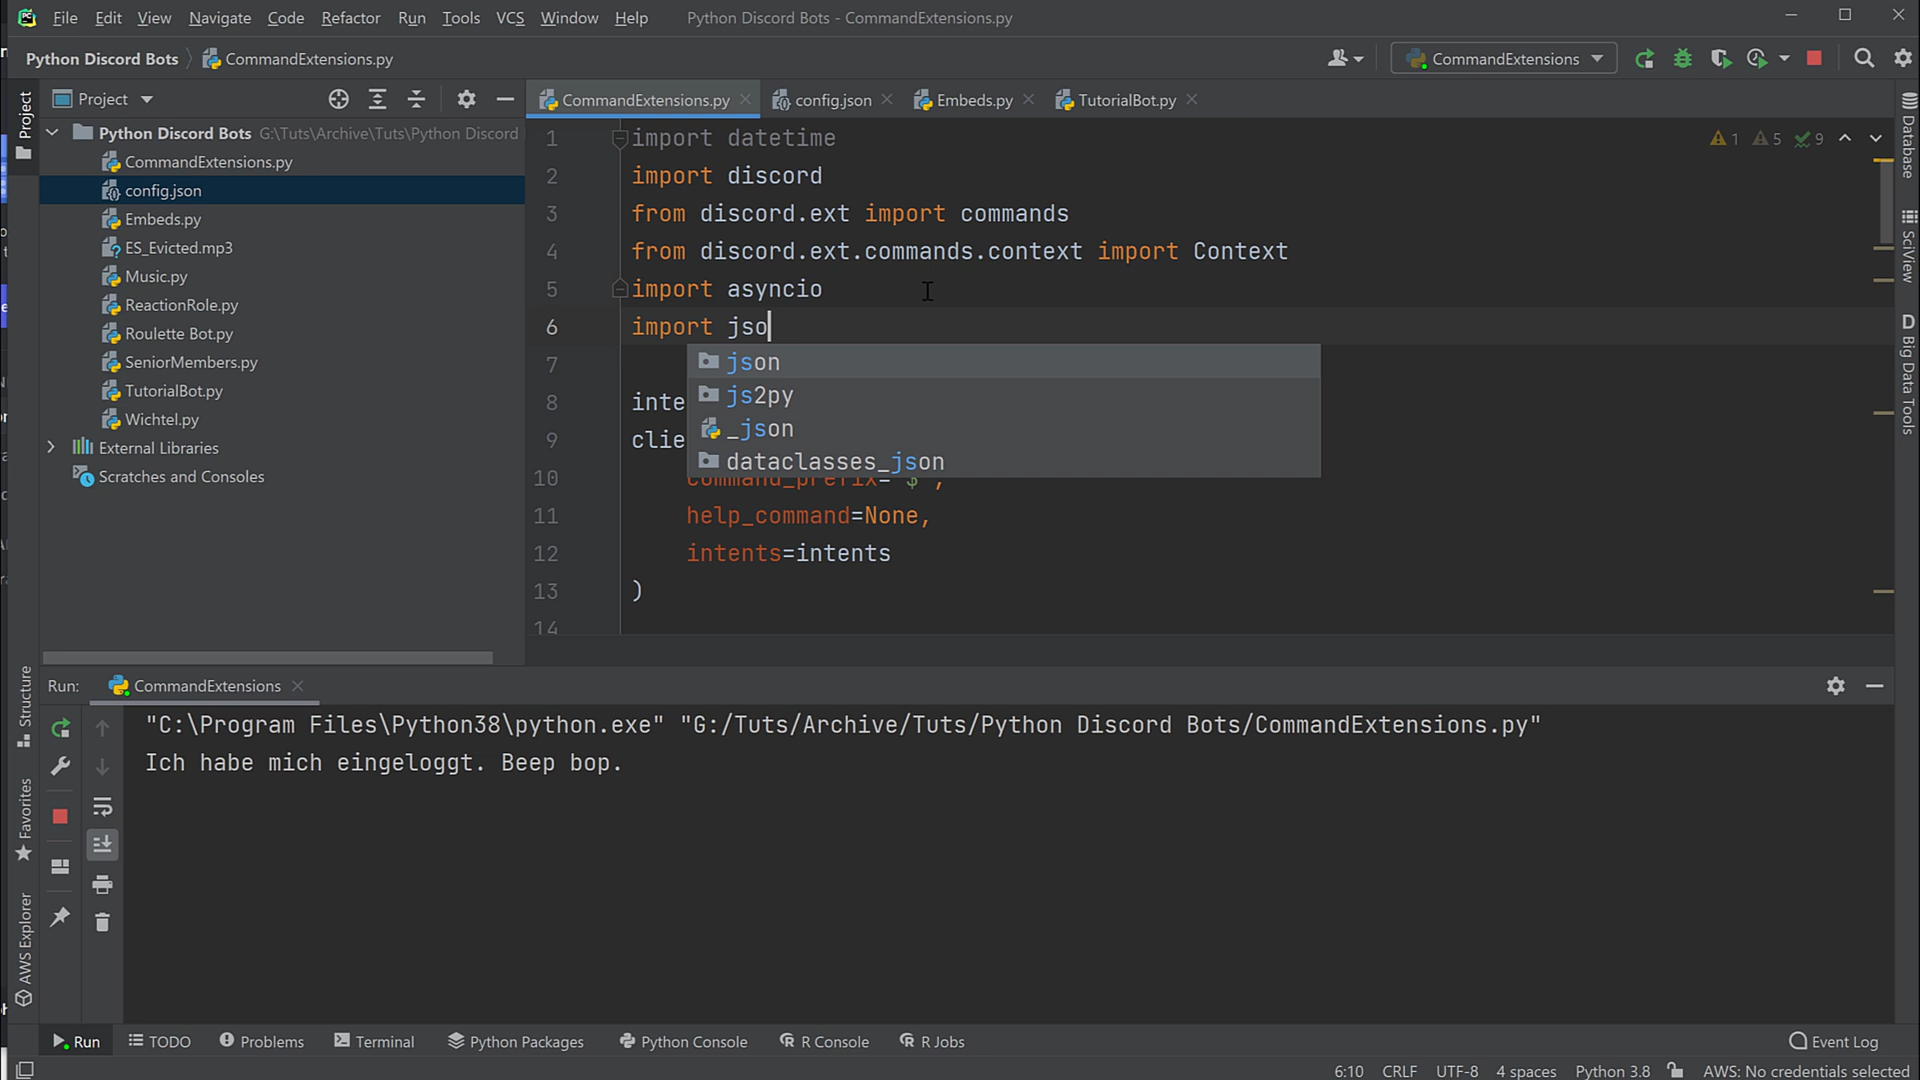 File Edit View Navigate Code Refactor Run Tools VCS Window Help Python Discord Bots - CommandExtensions.py
Python Discord Bots CommandExtensions.py CommandExtensions
Project
Project
CommandExtensions.py config.json Embeds.py TutorialBot.py
Python Discord Bots G:\Tuts\Archive\Tuts\Python Discord
CommandExtensions.py
config.json
Embeds.py
ES_Evicted.mp3
Music.py
ReactionRole.py
Roulette Bot.py
SeniorMembers.py
TutorialBot.py
Wichtel.py
External Libraries
Scratches and Consoles
1 import datetime
2 import discord
3 from discord.ext import commands
4 from discord.ext.commands.context import Context
5 import asyncio
6 import jso
7
8 inte
9 clie
10 command_prefix="$",
11 help_command=None,
12 intents=intents
13 )
14
json
js2py
_json
dataclasses_json
1 5 9
Database
SciView
D Big Data Tools
Structure
Favorites
AWS Explorer
Run: CommandExtensions
"C:\Program Files\Python38\python.exe" "G:/Tuts/Archive/Tuts/Python Discord Bots/CommandExtensions.py"
Ich habe mich eingeloggt. Beep bop.
Run TODO Problems Terminal Python Packages Python Console R Console R Jobs Event Log
6:10 CRLF UTF-8 4 spaces Python 3.8 AWS: No credentials selected